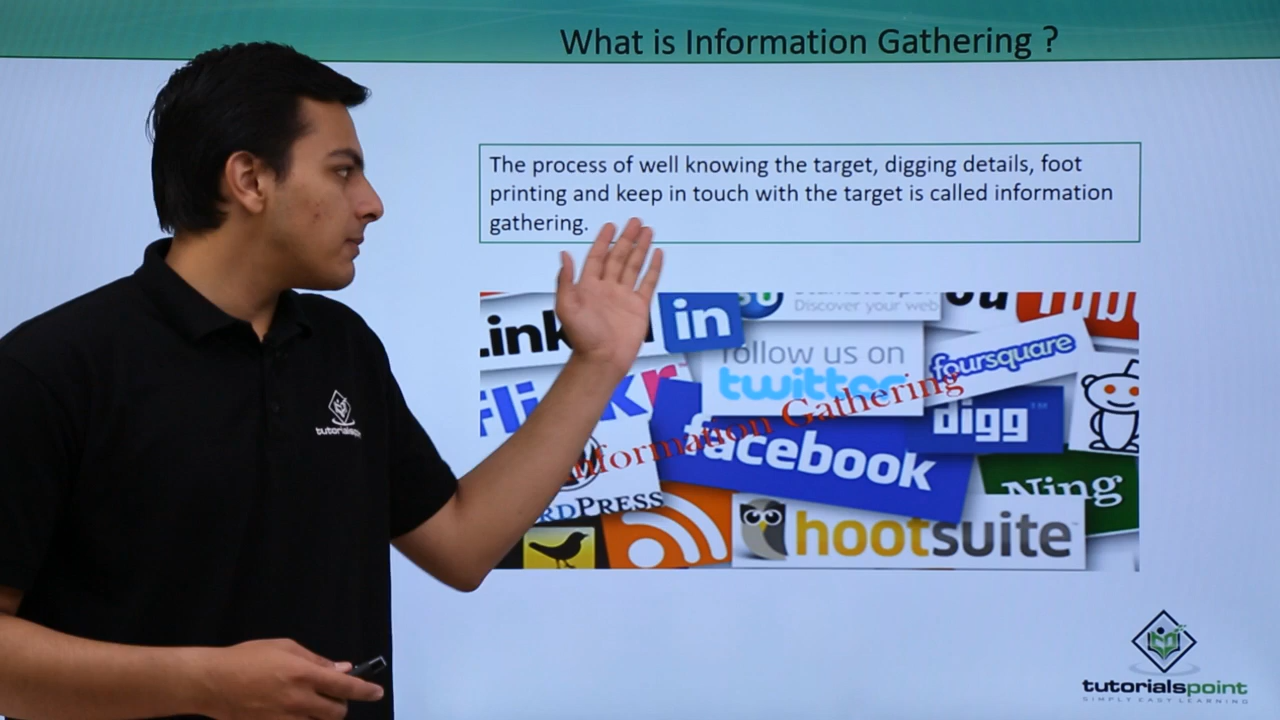 What is Information Gathering ?
The process of well knowing the target, digging details, foot
printing and keep in touch with the target is called information
gathering.
in
Discover your web
flickr
follow us on
twitter
foursquare
digg
Information Gathering
facebook
Ning
hootsuite
tutorialspoint
tutorialspoint
SIMPLY EASY LEARNING